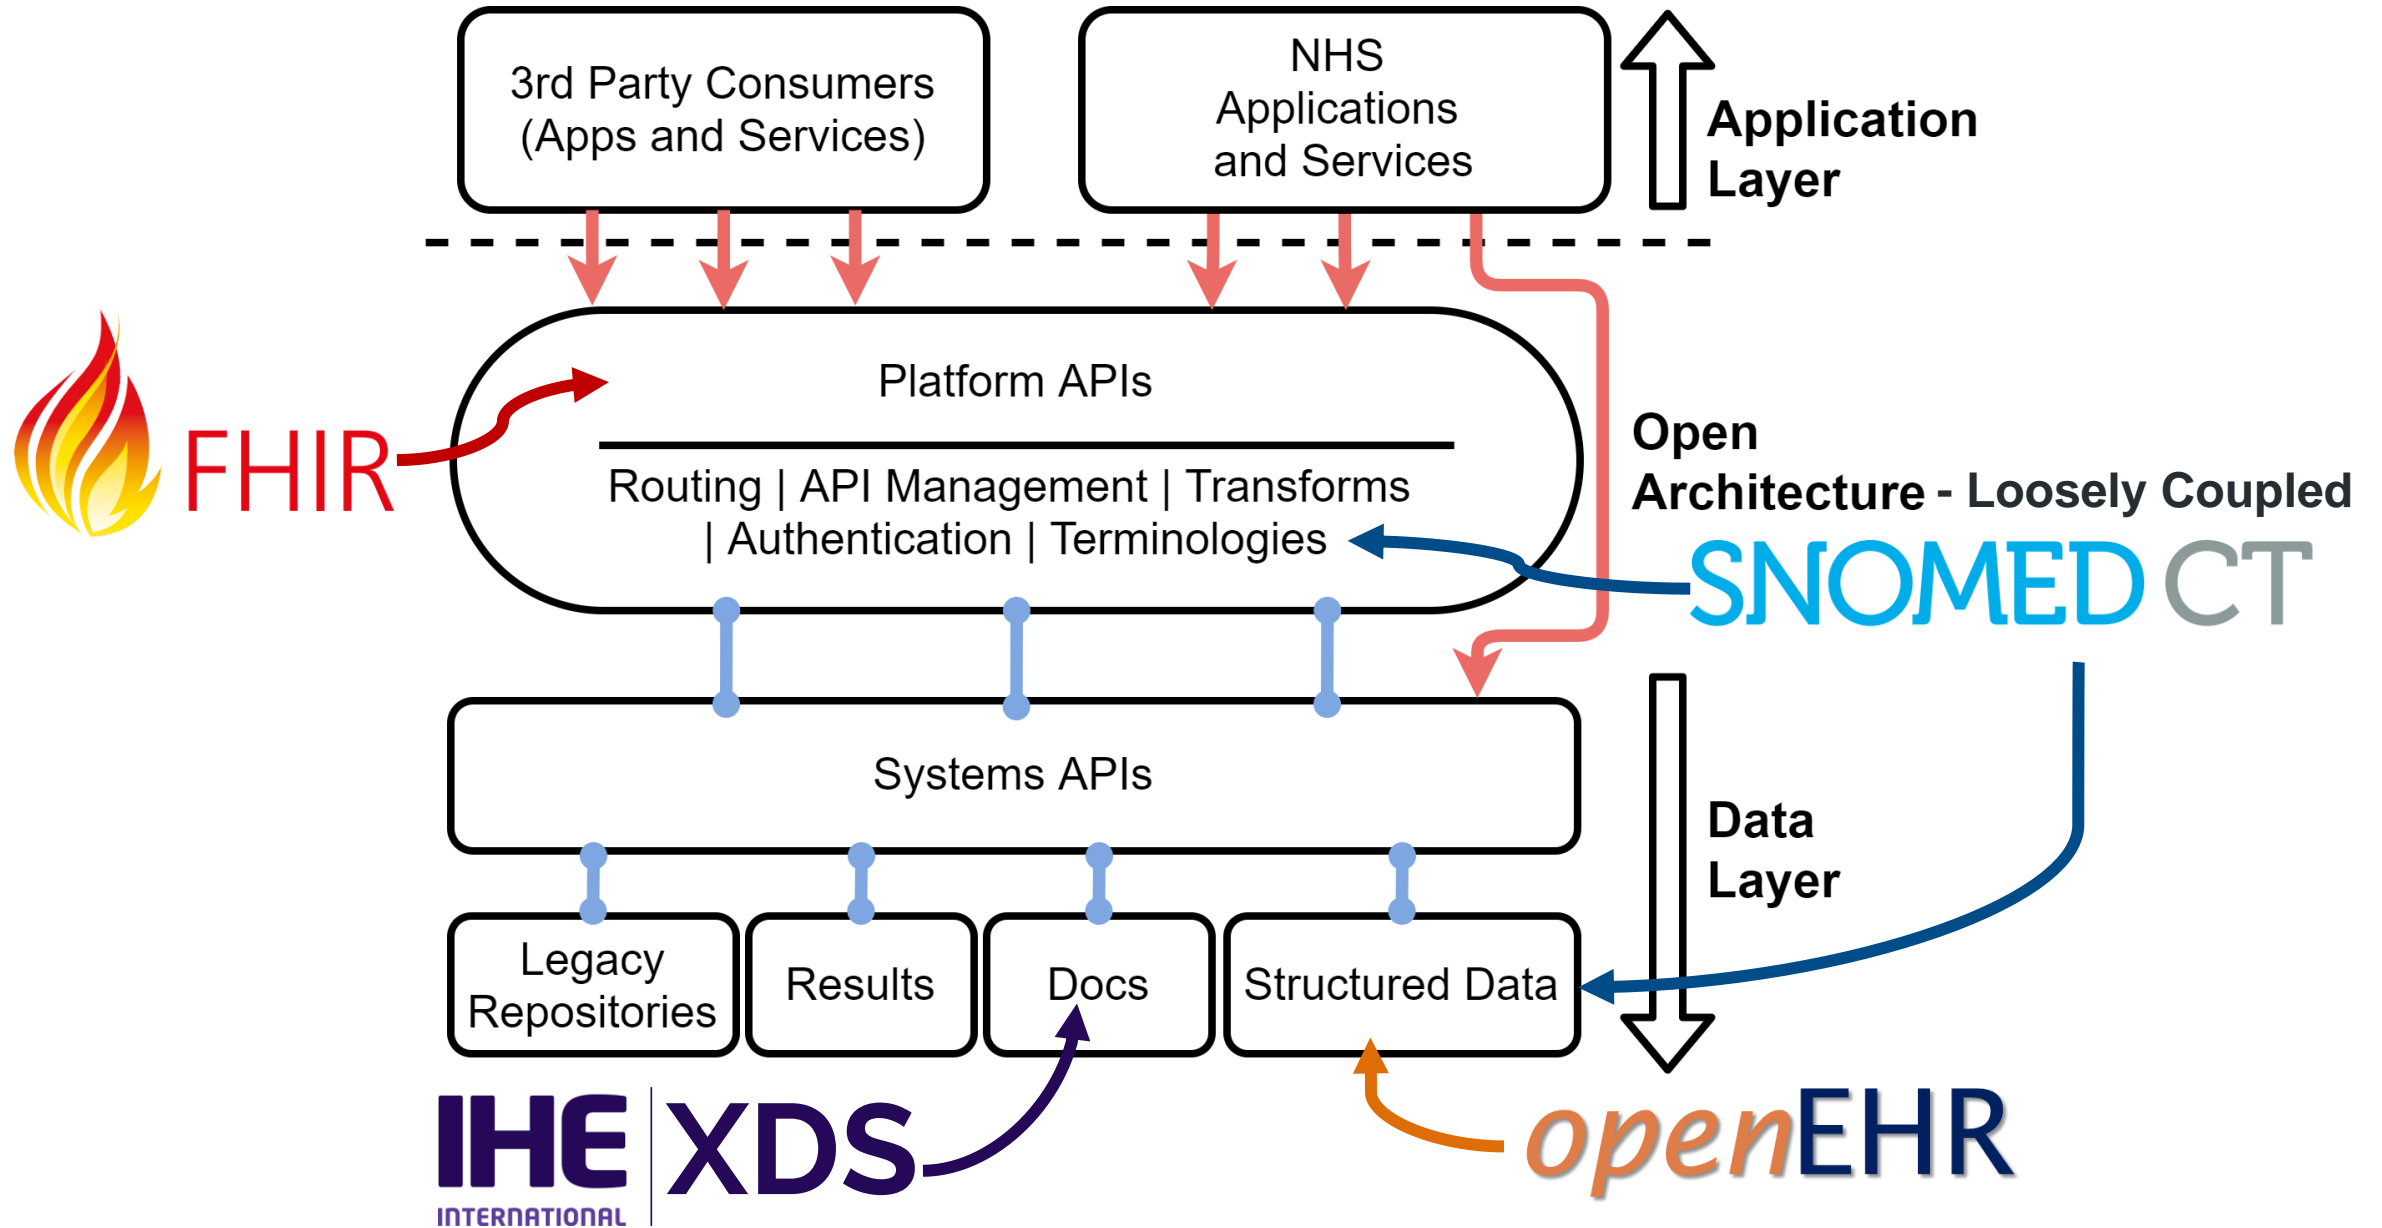 3rd Party Consumers
(Apps and Services)
NHS
Applications
and Services
Application
Layer
FHIR
Platform APIs
Routing | API Management | Transforms
| Authentication | Terminologies
Open
Architecture - Loosely Coupled
SNOMED CT
Systems APIs
Data
Layer
Legacy
Repositories
Results
Docs
Structured Data
IHE
INTERNATIONAL
XDS
openEHR